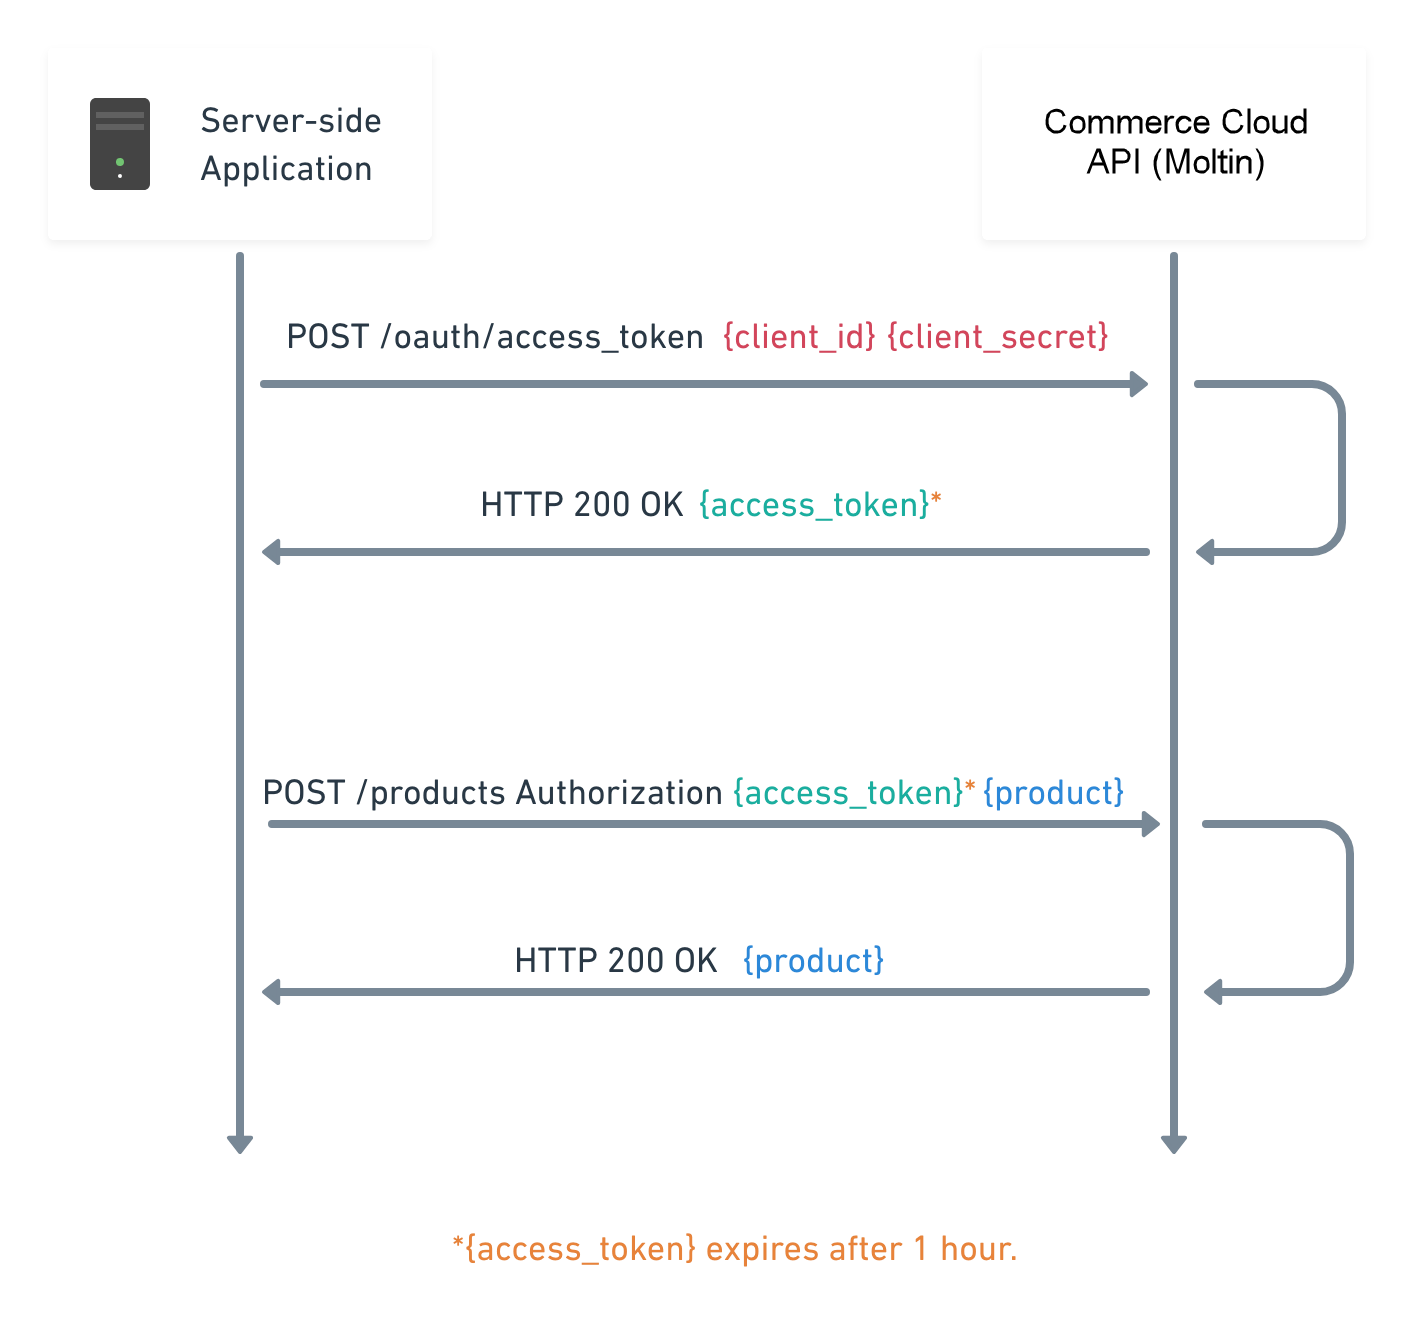 Server-side
Application
Commerce Cloud
API (Moltin)
POST /oauth/access_token {client_id} {client_secret}
HTTP 200 OK {access_token}*
POST /products Authorization {access_token}* {product}
HTTP 200 OK {product}
*{access_token} expires after 1 hour.